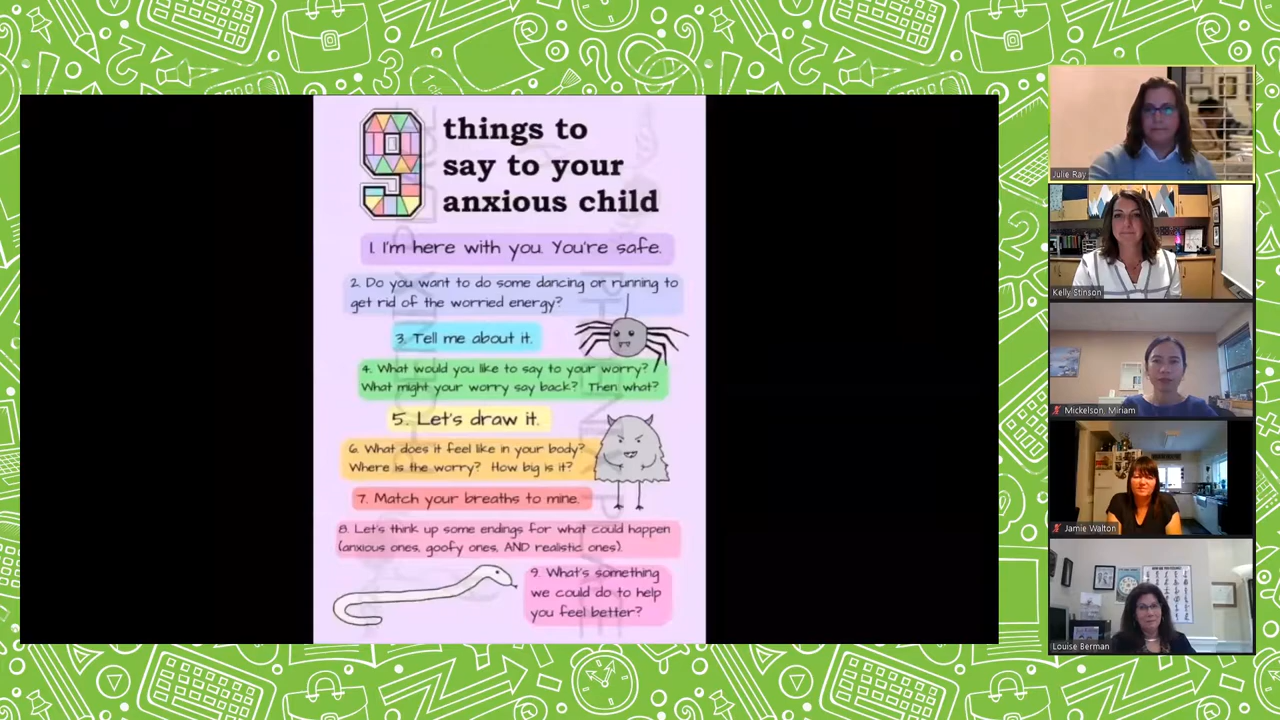 9 things to
say to your
anxious child
1. I'm here with you. You're safe.
2. Do you want to do some dancing or running to
get rid of the worried energy?
3. Tell me about it.
4. What would you like to say to your worry?
What might your worry say back? Then what?
5. Let's draw it.
6. What does it feel like in your body?
Where is the worry? How big is it?
7. Match your breaths to mine.
8. Let's think up some endings for what could happen
(anxious ones, goofy ones, AND realistic ones).
9. What's something
we could do to help
you feel better?
Julie Ray
Kelly Stinson
Mickelson, Miriam
Jamie Walton
Louise Berman